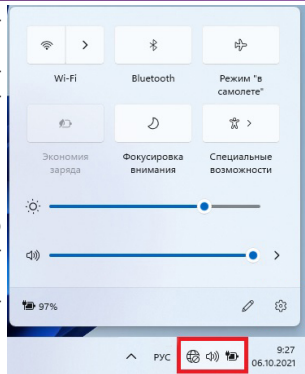 Wi-Fi
Bluetooth
Режим "в
самолете"
Экономия
заряда
Фокусировка
внимания
Специальные
возможности
97%
РУС
9:27
06.10.2021